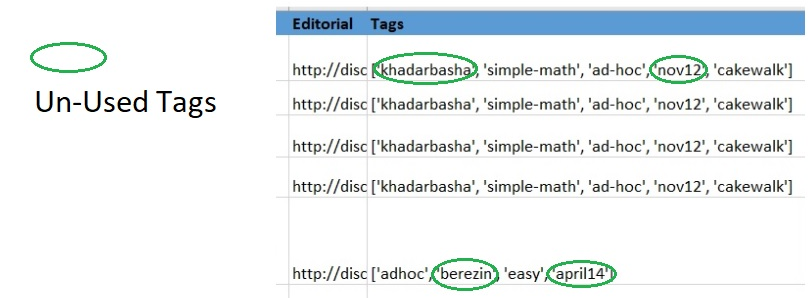 Un-Used Tags
Editorial Tags
http://disc ['khadarbasha', 'simple-math', 'ad-hoc', 'nov12', 'cakewalk']
http://disc ['khadarbasha', 'simple-math', 'ad-hoc', 'nov12', 'cakewalk']
http://disc ['khadarbasha', 'simple-math', 'ad-hoc', 'nov12', 'cakewalk']
http://disc ['khadarbasha', 'simple-math', 'ad-hoc', 'nov12', 'cakewalk']
http://disc ['adhoc', 'berezin', 'easy', 'april14']